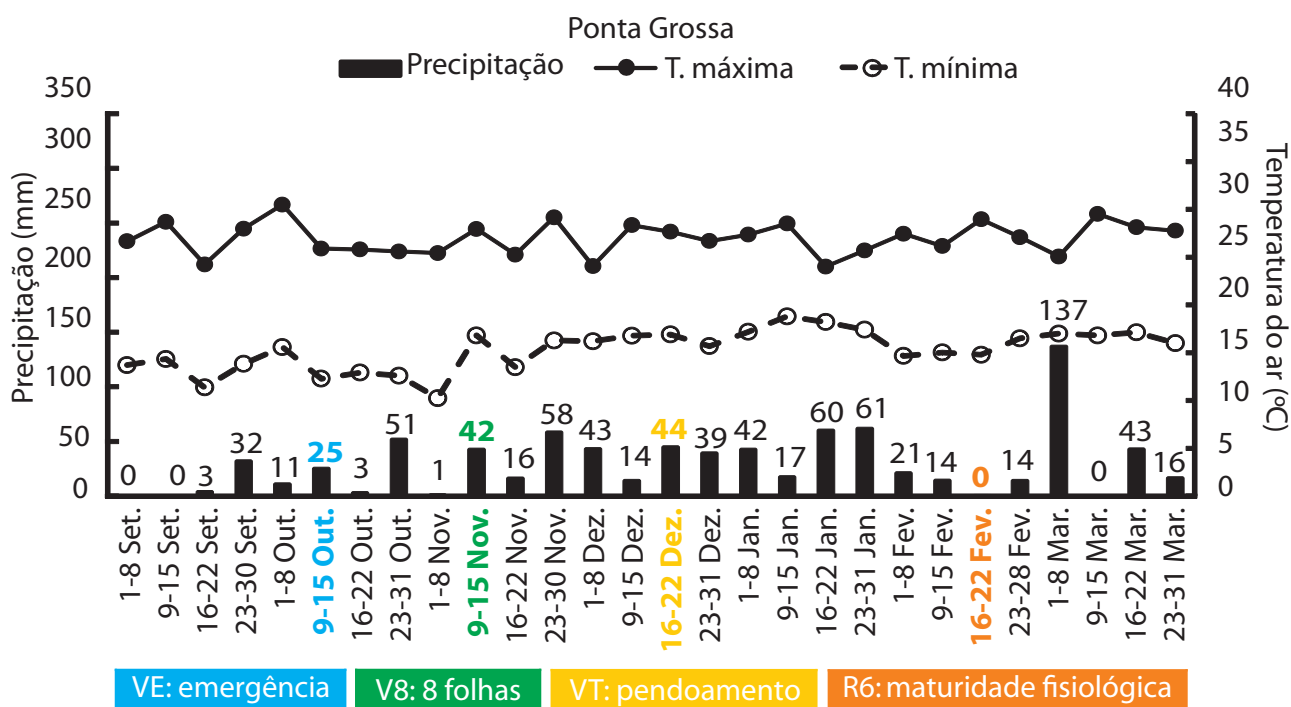 Ponta Grossa
Precipitação T. máxima T. mínima
350 40
300 35
250 30
200 25
150 20
100 15
50 10
0 5
0
Precipitação (mm)
Temperatura do ar (ºC)
0 0 3 32 11 25 3 51 1 42 16 58 43 14 44 39 42 17 60 61 21 14 0 14 137 0 43 16
1-8 Set.
9-15 Set.
16-22 Set.
23-30 Set.
1-8 Out.
9-15 Out.
16-22 Out.
23-31 Out.
1-8 Nov.
9-15 Nov.
16-22 Nov.
23-30 Nov.
1-8 Dez.
9-15 Dez.
16-22 Dez.
23-31 Dez.
1-8 Jan.
9-15 Jan.
16-22 Jan.
23-31 Jan.
1-8 Fev.
9-15 Fev.
16-22 Fev.
23-28 Fev.
1-8 Mar.
9-15 Mar.
16-22 Mar.
23-31 Mar.
VE: emergência V8: 8 folhas VT: pendoamento R6: maturidade fisiológica